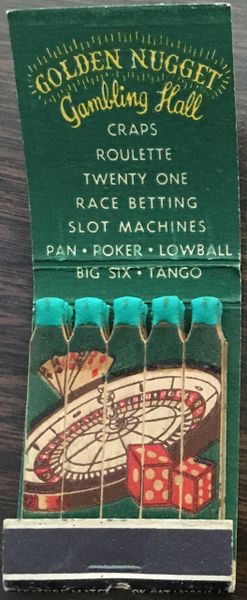 GOLDEN NUGGET
Gambling Hall
CRAPS
ROULETTE
TWENTY ONE
RACE BETTING
SLOT MACHINES
PAN • POKER • LOWBALL
BIG SIX • TANGO